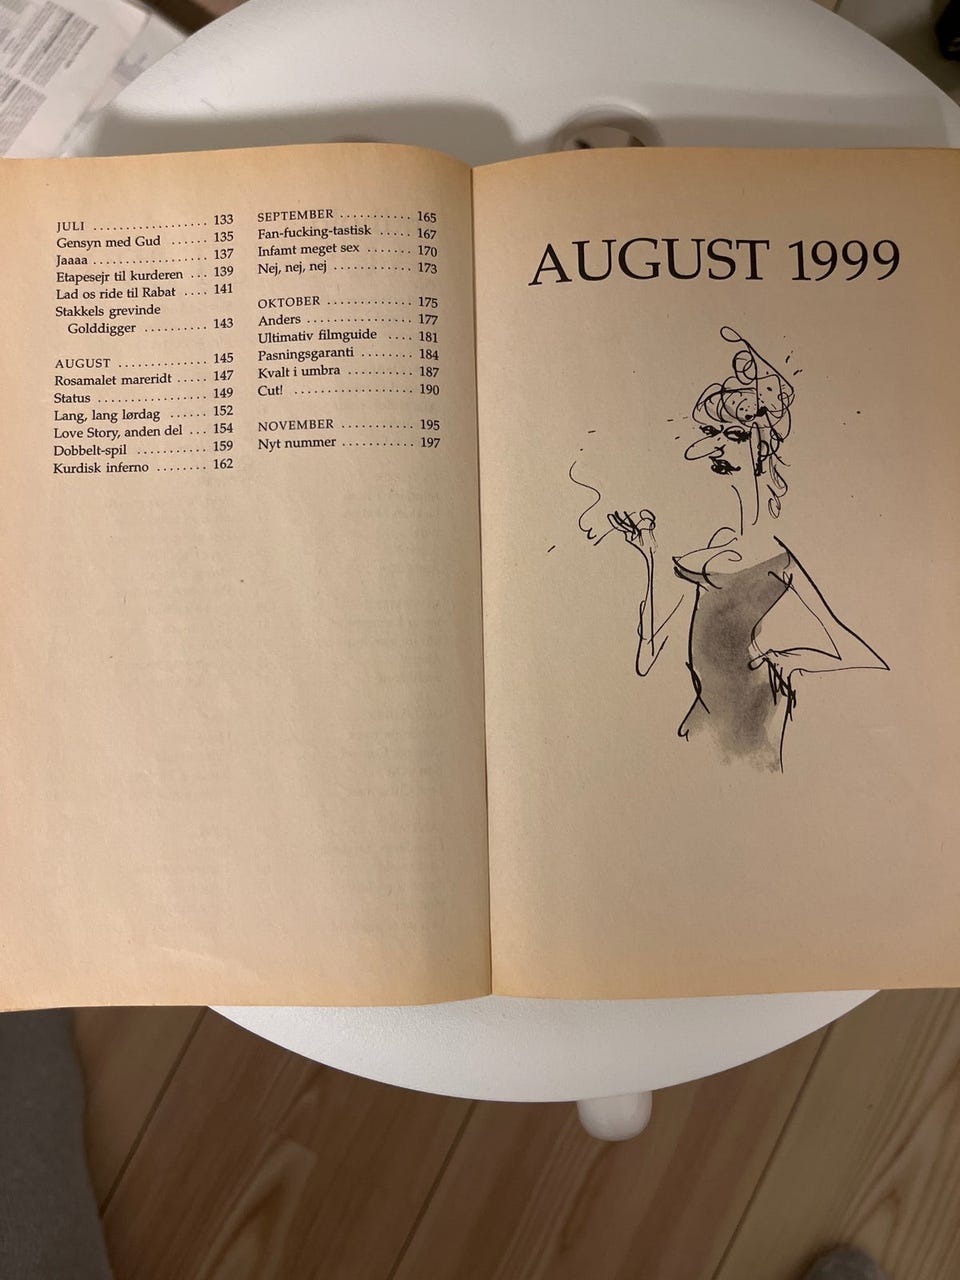 JULI .................. 133
Gensyn med Gud ...... 135
Jaaaa .................. 137
Etapesejr til kurderen ... 139
Lad os ride til Rabat .... 141
Stakkels grevinde
Golddigger .......... 143
AUGUST .............. 145
Rosamalet mareridt ..... 147
Status .................. 149
Lang, lang lørdag ...... 152
Love Story, anden del ... 154
Dobbelt-spil ........... 159
Kurdisk inferno ........ 162
SEPTEMBER ........... 165
Fan-fucking-tastisk ..... 167
Infamt meget sex ....... 170
Nej, nej, nej ............ 173
OKTOBER .............. 175
Anders ................. 177
Ultimativ filmguide .... 181
Pasningsgaranti ........ 184
Kvalt i umbra .......... 187
Cut! ................... 190
NOVEMBER ........... 195
Nyt nummer ........... 197
AUGUST 1999